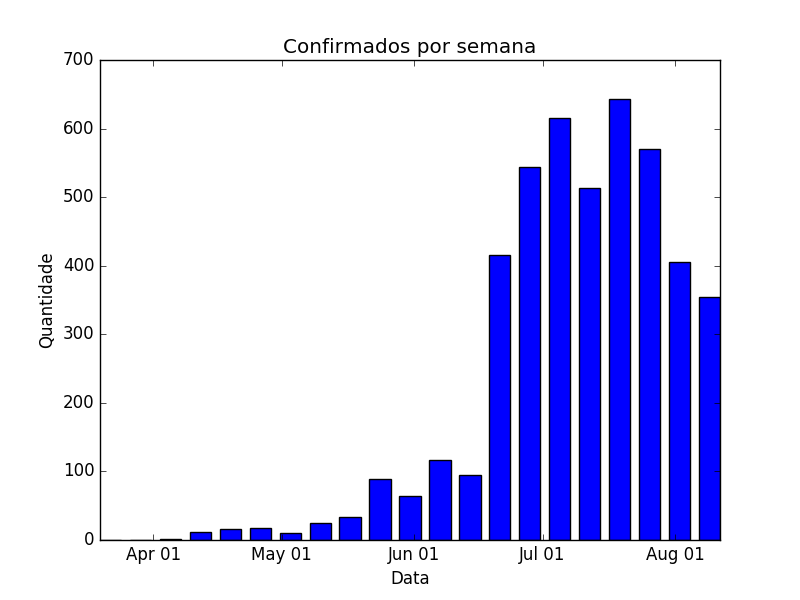 Confirmados por semana
700
600
500
400
300
200
100
0
Quantidade
Apr 01
May 01
Jun 01
Jul 01
Aug 01
Data